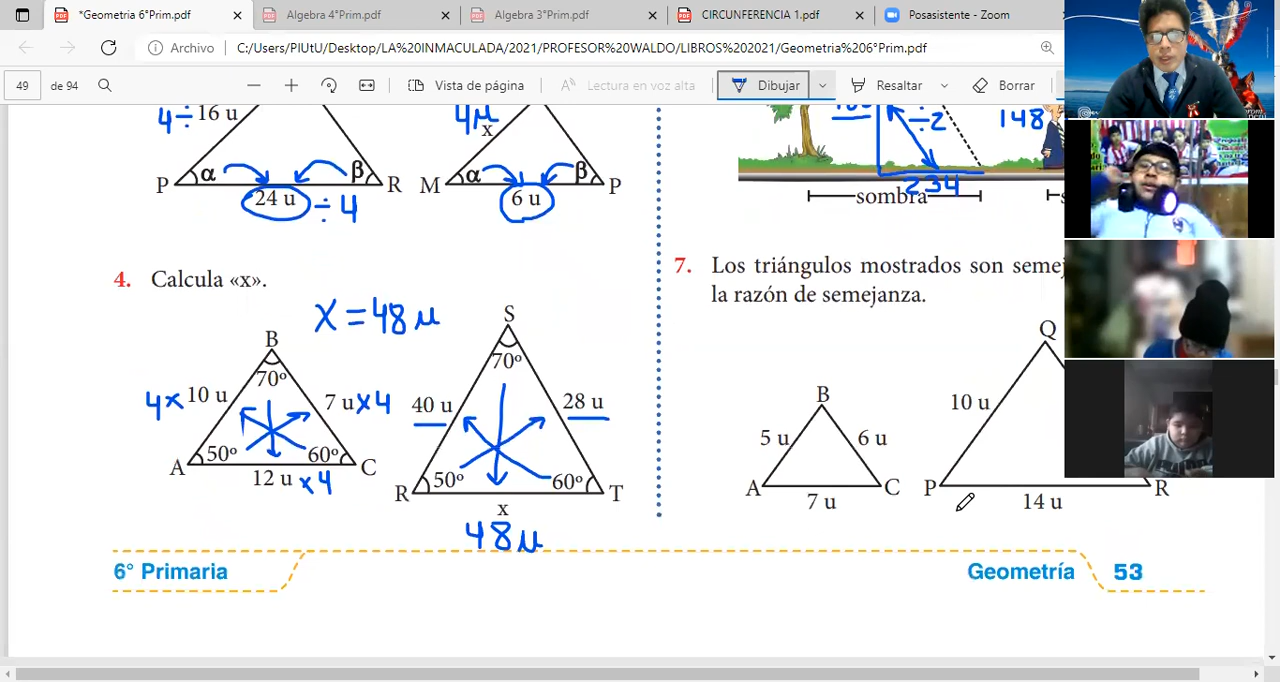 *Geometria 6°Prim.pdf
Algebra 4°Prim.pdf
Algebra 3°Prim.pdf
CIRCUNFERENCIA 1.pdf
Posasistente - Zoom
Archivo
C:/Users/PIUtU/Desktop/LA%20INMACULADA/2021/PROFESOR%20WALDO/LIBROS%202021/Geometria%206°Prim.pdf
49 de 94
Vista de página
Lectura en voz alta
Dibujar
Resaltar
Borrar
4÷ 16 u
P α β R
24 u ÷ 4
4μ
x
M α β P
6 u
÷2
148
234
sombra
4. Calcula «x».
X = 48 μ
B
70°
4x 10 u
7 u x4
A 50° 60° C
12 u x4
S
70°
40 u
28 u
R 50° 60° T
x
48 μ
7. Los triángulos mostrados son
la razón de semejanza.
B
5 u 6 u
A C
7 u
Q
10 u
P R
14 u
6° Primaria
Geometría 53